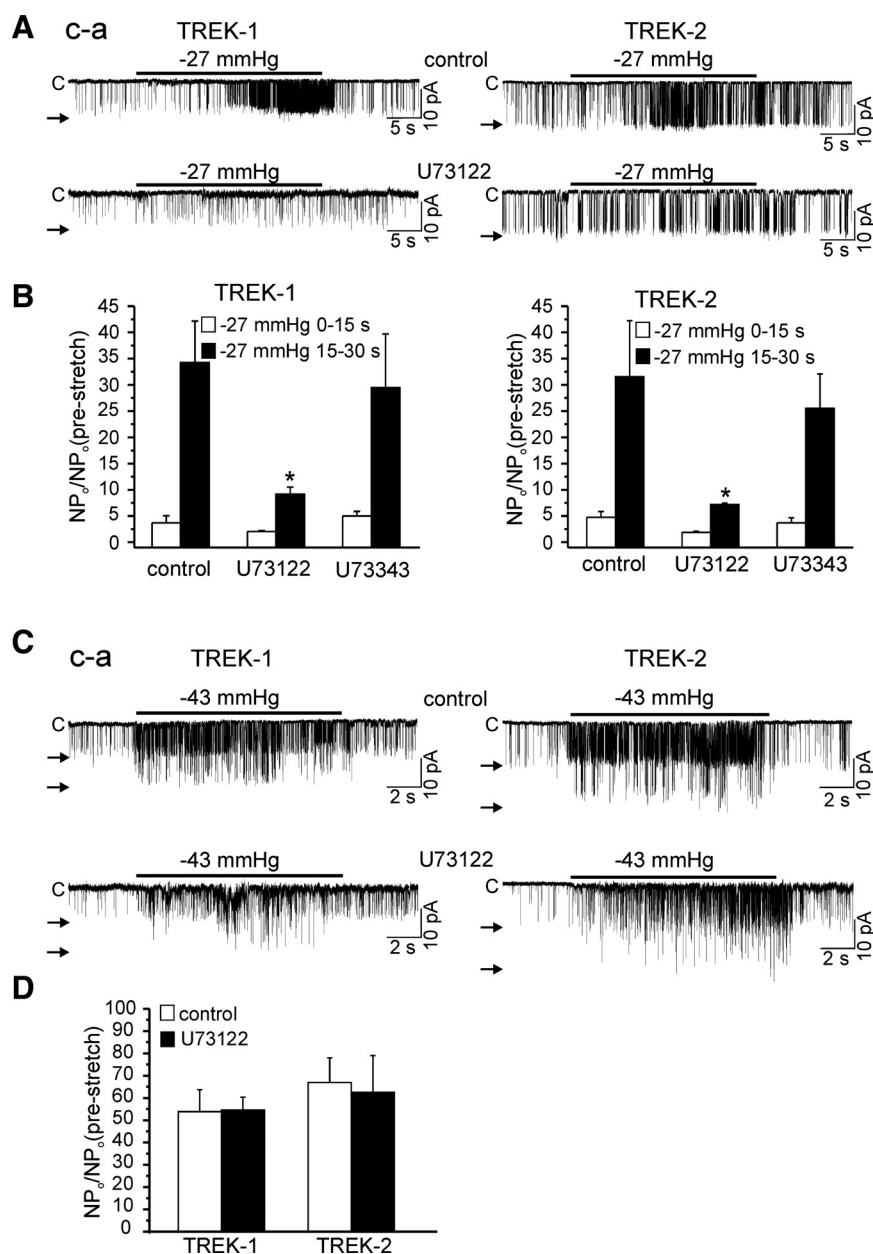 A
c-a
TREK-1
TREK-2
-27 mmHg
control
-27 mmHg
C
C
10 pA
10 pA
5 s
5 s
-27 mmHg
U73122
-27 mmHg
C
C
10 pA
10 pA
5 s
5 s
B
TREK-1
-27 mmHg 0-15 s
-27 mmHg 15-30 s
NPo/NPo(pre-stretch)
45
40
35
30
25
20
15
10
5
0
*
control
U73122
U73343
TREK-2
-27 mmHg 0-15 s
-27 mmHg 15-30 s
NPo/NPo(pre-stretch)
45
40
35
30
25
20
15
10
5
0
*
control
U73122
U73343
C
c-a
TREK-1
TREK-2
-43 mmHg
control
-43 mmHg
C
C
10 pA
10 pA
2 s
2 s
-43 mmHg
U73122
-43 mmHg
C
C
10 pA
10 pA
2 s
2 s
D
control
U73122
NPo/NPo(pre-stretch)
100
90
80
70
60
50
40
30
20
10
0
TREK-1
TREK-2